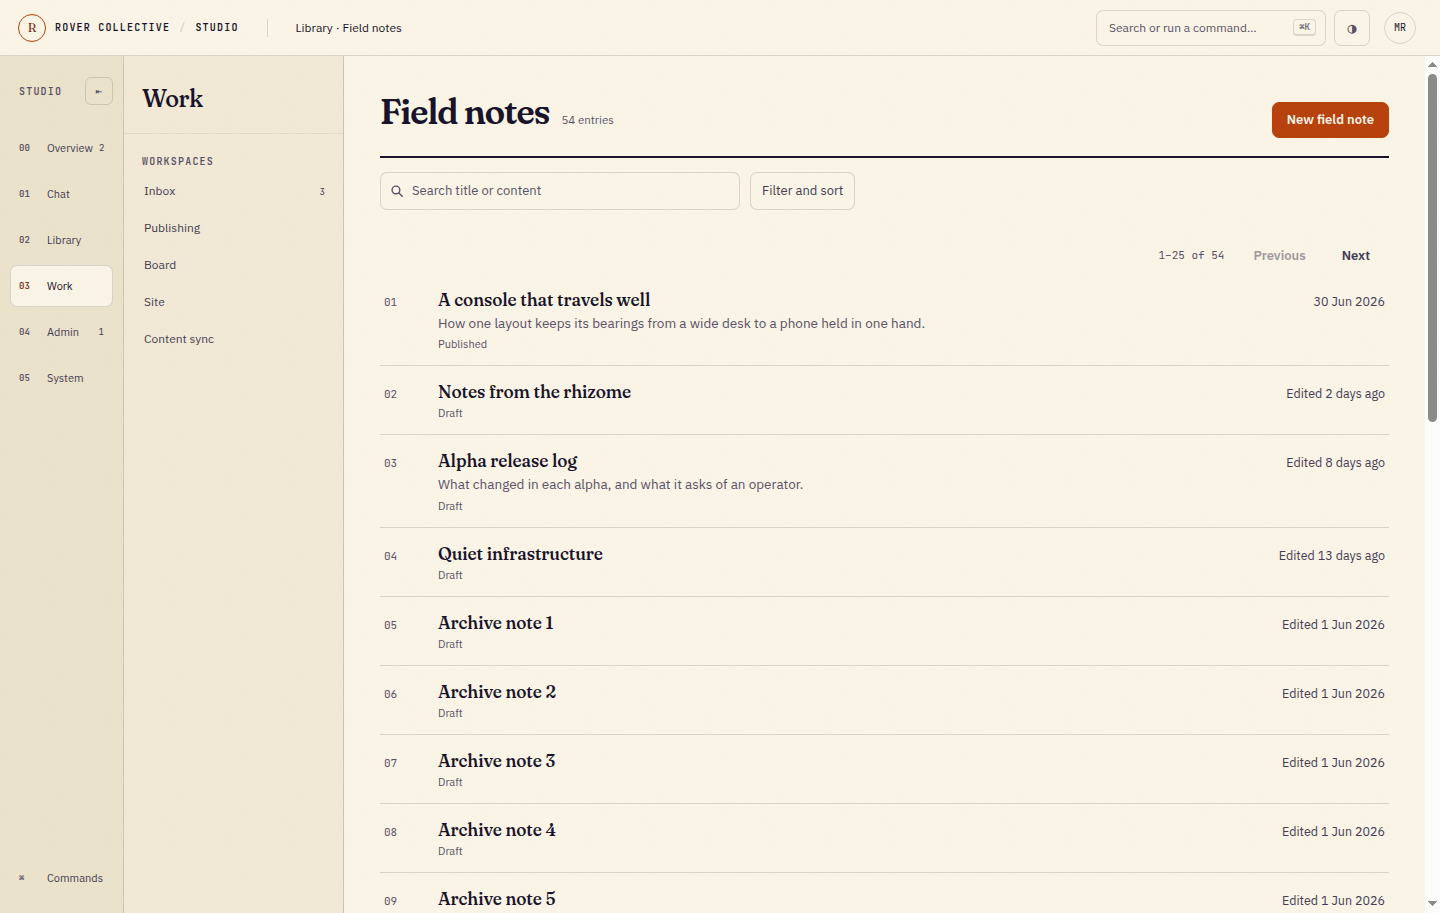 R ROVER COLLECTIVE / STUDIO
Library · Field notes
Search or run a command... ⌘K
MR
STUDIO
00 Overview 2
01 Chat
02 Library
03 Work
04 Admin 1
05 System
⌘ Commands
Work
WORKSPACES
Inbox 3
Publishing
Board
Site
Content sync
Field notes 54 entries
New field note
Search title or content
Filter and sort
1–25 of 54 Previous Next
01 A console that travels well 30 Jun 2026
How one layout keeps its bearings from a wide desk to a phone held in one hand.
Published
02 Notes from the rhizome Edited 2 days ago
Draft
03 Alpha release log Edited 8 days ago
What changed in each alpha, and what it asks of an operator.
Draft
04 Quiet infrastructure Edited 13 days ago
Draft
05 Archive note 1 Edited 1 Jun 2026
Draft
06 Archive note 2 Edited 1 Jun 2026
Draft
07 Archive note 3 Edited 1 Jun 2026
Draft
08 Archive note 4 Edited 1 Jun 2026
Draft
09 Archive note 5 Edited 1 Jun 2026